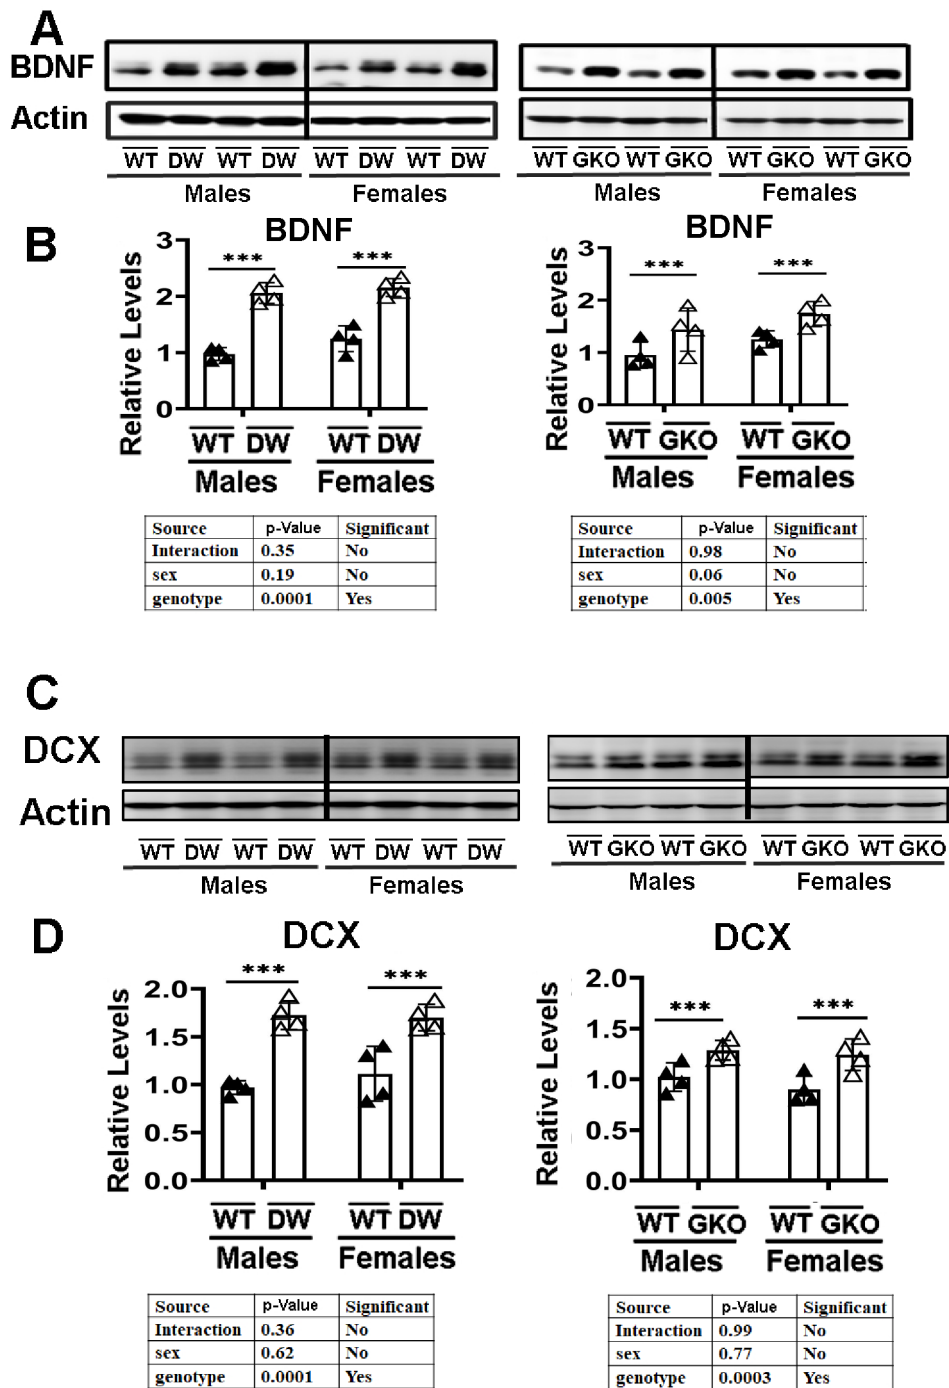 A
BDNF
Actin
WT DW WT DW WT DW WT DW
Males Females
WT GKO WT GKO WT GKO WT GKO
Males Females
B
BDNF
Relative Levels
3
2
1
0
*** ***
WT DW WT DW
Males Females
Source p-Value Significant
Interaction 0.35 No
sex 0.19 No
genotype 0.0001 Yes
BDNF
Relative Levels
3
2
1
0
*** ***
WT GKO WT GKO
Males Females
Source p-Value Significant
Interaction 0.98 No
sex 0.06 No
genotype 0.005 Yes
C
DCX
Actin
WT DW WT DW WT DW WT DW
Males Females
WT GKO WT GKO WT GKO WT GKO
Males Females
D
DCX
Relative Levels
2.0
1.5
1.0
0.5
0.0
*** ***
WT DW WT DW
Males Females
Source p-Value Significant
Interaction 0.36 No
sex 0.62 No
genotype 0.0001 Yes
DCX
Relative Levels
2.0
1.5
1.0
0.5
0.0
*** ***
WT GKO WT GKO
Males Females
Source p-Value Significant
Interaction 0.99 No
sex 0.77 No
genotype 0.0003 Yes